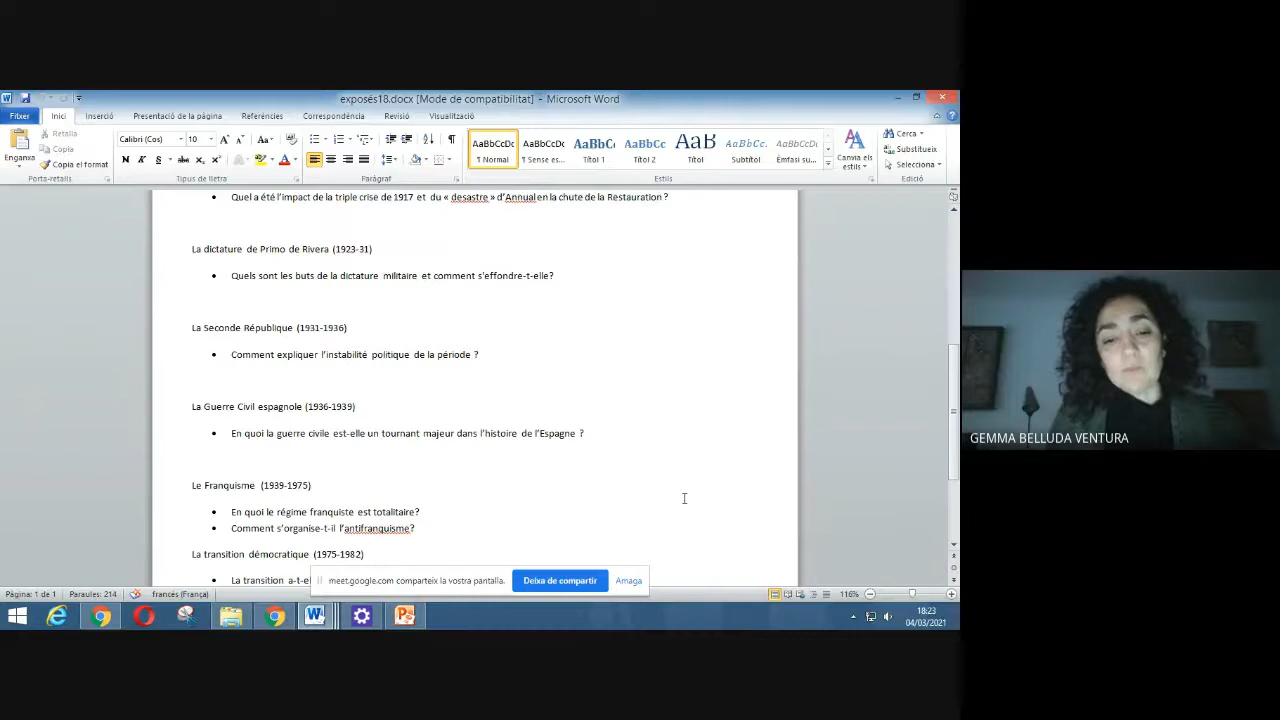 exposés18.docx [Mode de compatibilitat] - Microsoft Word
Fitxer Inici Inserció Presentació de la pàgina Referències Correspondència Revisió Visualització
Enganxa
Retalla
Copia
Copia el format
Porta-retalls
Calibri (Cos) 10
Tipus de lletra
Paràgraf
AaBbCcDc AaBbCcDc AaBbC AaBbCc AaB AaBbCc. AaBbCcDc
¶ Normal ¶ Sense es... Títol 1 Títol 2 Títol Subtítol Èmfasi su...
Canvia els estils
Estils
Cerca
Substitueix
Selecciona
Edició
• Quel a été l'impact de la triple crise de 1917 et du « desastre » d'Annual en la chute de la Restauration ?
La dictature de Primo de Rivera (1923-31)
• Quels sont les buts de la dictature militaire et comment s'effondre-t-elle?
La Seconde République (1931-1936)
• Comment expliquer l'instabilité politique de la période ?
La Guerre Civil espagnole (1936-1939)
• En quoi la guerre civile est-elle un tournant majeur dans l'histoire de l'Espagne ?
Le Franquisme (1939-1975)
• En quoi le régime franquiste est totalitaire?
• Comment s'organise-t-il l'antifranquisme?
La transition démocratique (1975-1982)
• La transition a-t-e
meet.google.com comparteix la vostra pantalla. Deixa de compartir Amaga
Pàgina: 1 de 1 Paraules: 214 francès (França) 116%
18:23
04/03/2021
GEMMA BELLUDA VENTURA